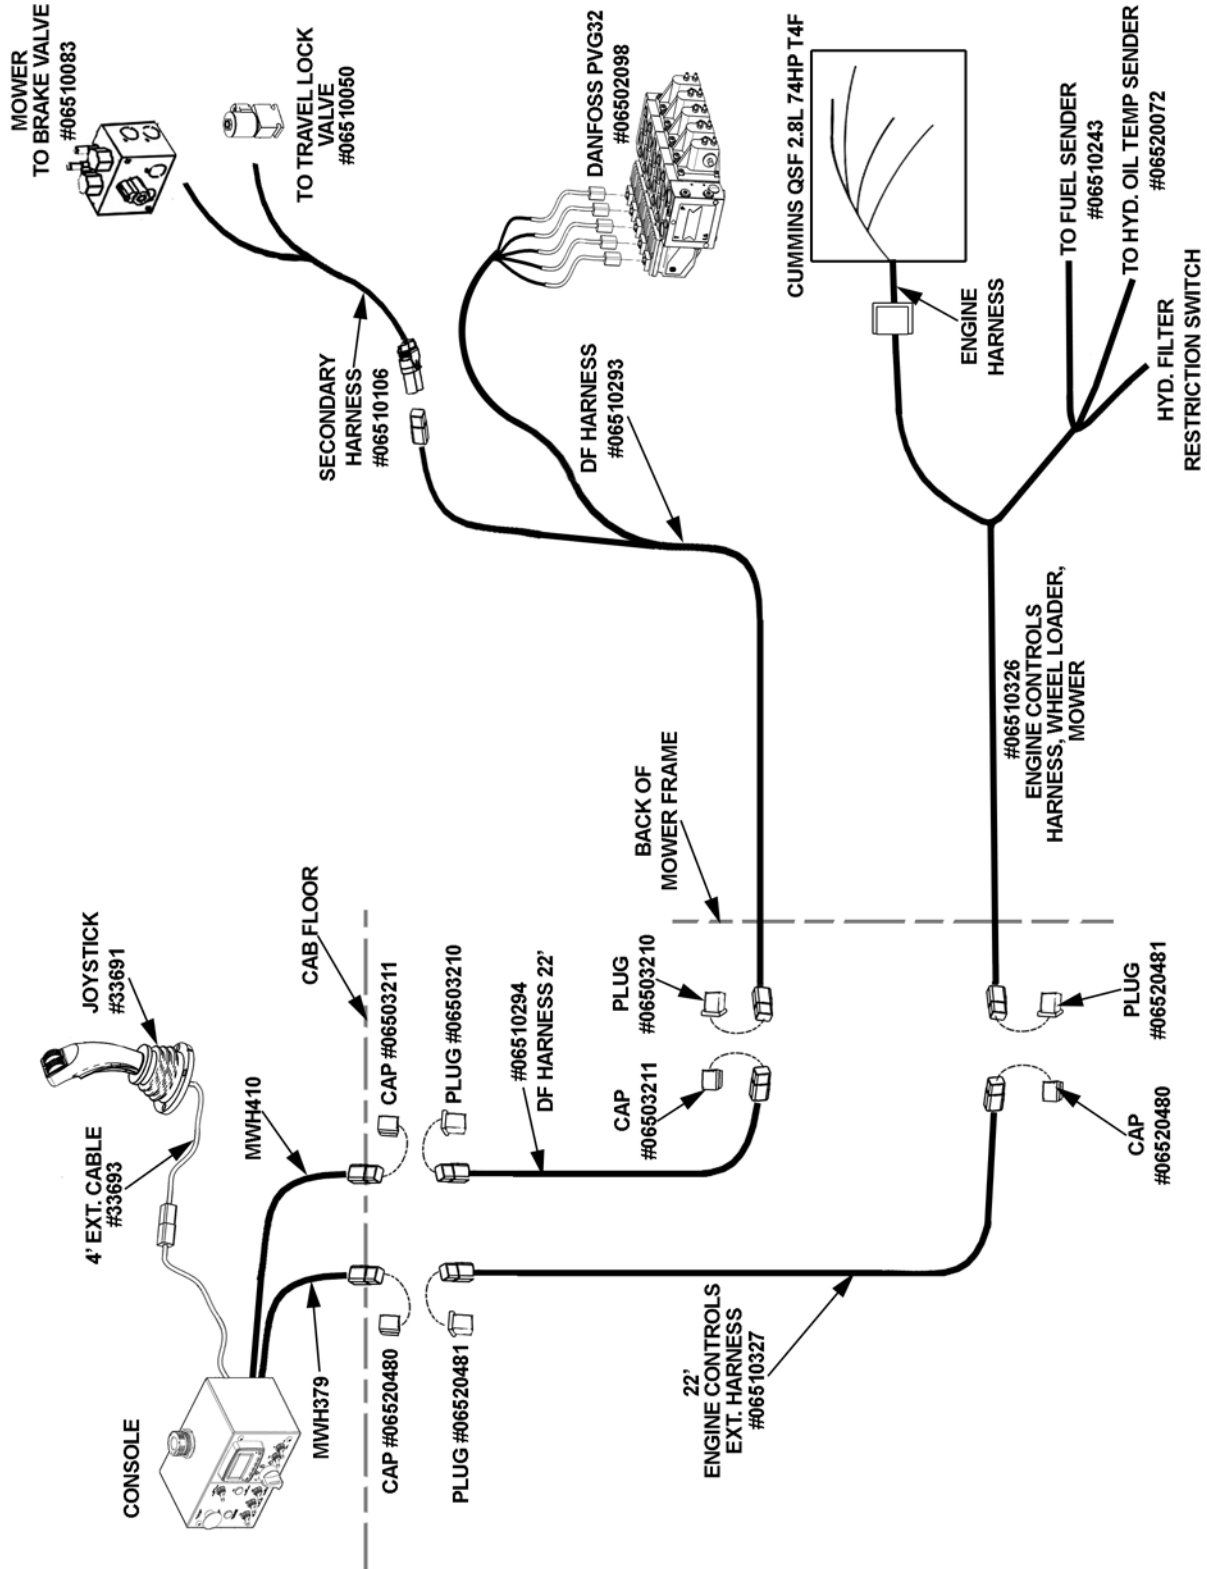 CONSOLE
4' EXT. CABLE
#33693
JOYSTICK
#33691
MWH379
MWH410
CAB FLOOR
CAP #06520480
CAP #06503211
PLUG #06520481
PLUG #06503210
#06510294
DF HARNESS 22'
22'
ENGINE CONTROLS
EXT. HARNESS
#06510327
CAP
#06503211
PLUG
#06503210
CAP
#06520480
PLUG
#06520481
BACK OF
MOWER FRAME
MOWER
TO BRAKE VALVE
#06510083
TO TRAVEL LOCK
VALVE
#06510050
SECONDARY
HARNESS
#06510106
DANFOSS PVG32
#06502098
DF HARNESS
#06510293
CUMMINS QSF 2.8L 74HP T4F
ENGINE
HARNESS
#06510326
ENGINE CONTROLS
HARNESS, WHEEL LOADER,
MOWER
TO FUEL SENDER
#06510243
TO HYD. OIL TEMP SENDER
#06520072
HYD. FILTER
RESTRICTION SWITCH